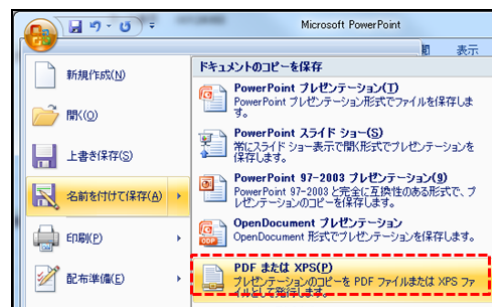 Microsoft PowerPoint
表示
新規作成(N)
開く(O)
上書き保存(S)
名前を付けて保存(A)
印刷(P)
配布準備(E)
ドキュメントのコピーを保存
PowerPoint プレゼンテーション(T)
PowerPoint プレゼンテーション形式でファイルを保存しま
す。
PowerPoint スライド ショー(S)
常にスライド ショー表示で開く形式でプレゼンテーションを
保存します。
PowerPoint 97-2003 プレゼンテーション(9)
PowerPoint 97-2003 と完全に互換性のある形式で、プ
レゼンテーションのコピーを保存します。
OpenDocument プレゼンテーション
OpenDocument 形式でプレゼンテーションを保存します。
PDF または XPS(P)
プレゼンテーションのコピーを PDF ファイルまたは XPS ファ
イルとして発行します。